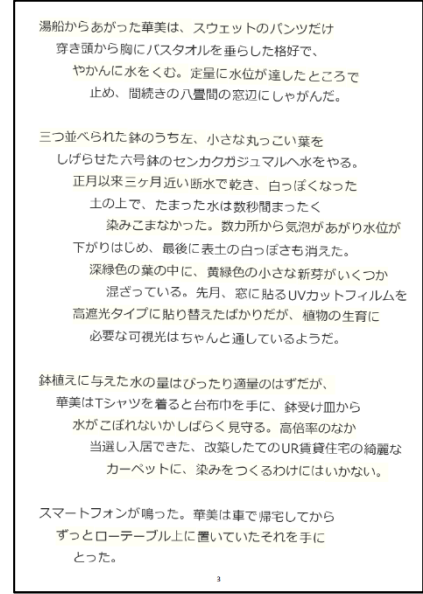 湯船からあがった華美は、スウェットのパンツだけ
穿き頭から胸にバスタオルを垂らした格好で、
やかんに水をくむ。定量に水位が達したところで
止め、間続きの八畳間の窓辺にしゃがんだ。
三つ並べられた鉢のうち左、小さな丸っこい葉を
しげらせた六号鉢のセンカクガジュマルへ水をやる。
正月以来三ヶ月近い断水で乾き、白っぽくなった
土の上で、たまった水は数秒間まったく
染みこまなかった。数カ所から気泡があがり水位が
下がりはじめ、最後に表土の白っぽさも消えた。
深緑色の葉の中に、黄緑色の小さな新芽がいくつか
混ざっている。先月、窓に貼るUVカットフィルムを
高遮光タイプに貼り替えたばかりだが、植物の生育に
必要な可視光はちゃんと通しているようだ。
鉢植えに与えた水の量はぴったり適量のはずだが、
華美はTシャツを着ると台布巾を手に、鉢受け皿から
水がこぼれないかしばらく見守る。高倍率のなか
当選し入居できた、改築したてのUR賃貸住宅の綺麗な
カーペットに、染みをつくるわけにはいかない。
スマートフォンが鳴った。華美は車で帰宅してから
ずっとローテーブル上に置いていたそれを手に
とった。
3